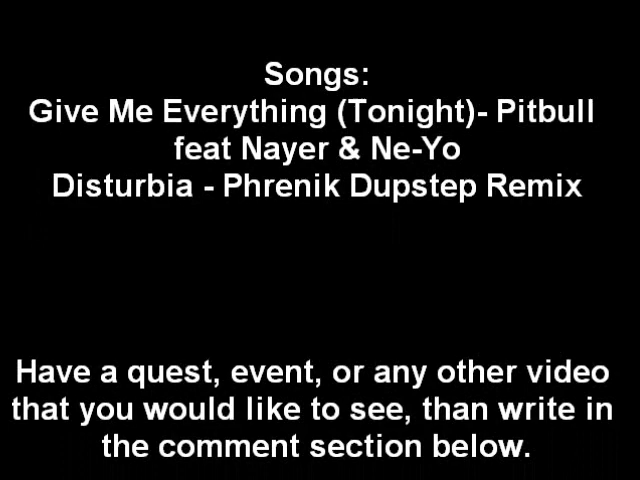 Songs:
Give Me Everything (Tonight)- Pitbull
feat Nayer & Ne-Yo
Disturbia - Phrenik Dupstep Remix
Have a quest, event, or any other video
that you would like to see, than write in
the comment section below.